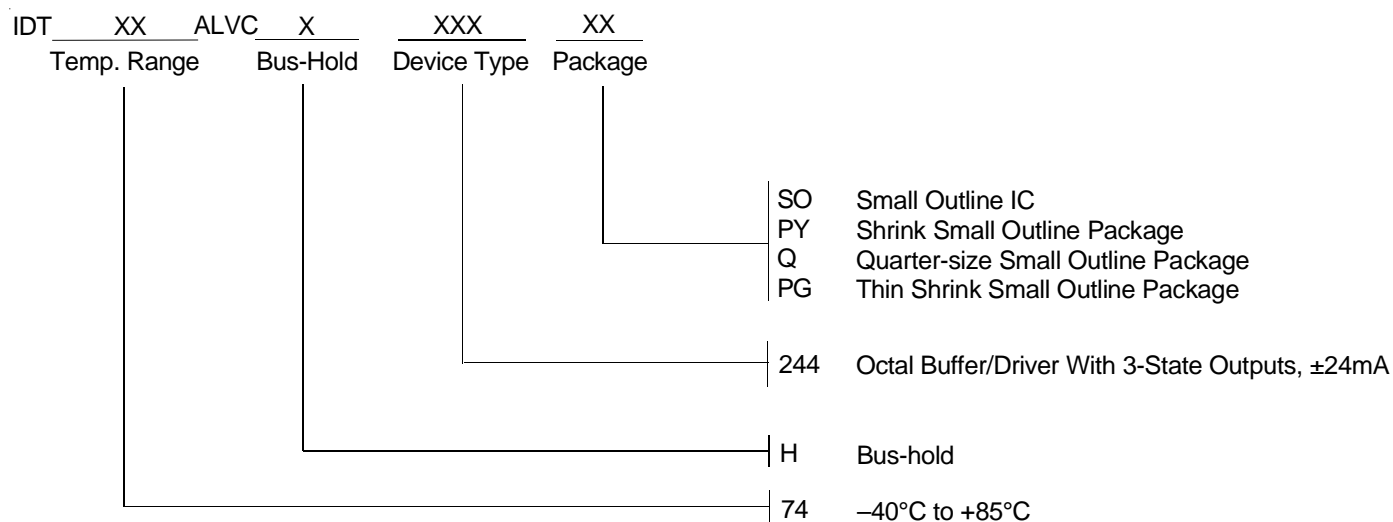 IDT XX ALVC X XXX XX
Temp. Range Bus-Hold Device Type Package
SO Small Outline IC
PY Shrink Small Outline Package
Q Quarter-size Small Outline Package
PG Thin Shrink Small Outline Package
244 Octal Buffer/Driver With 3-State Outputs, ±24mA
H Bus-hold
74 –40°C to +85°C